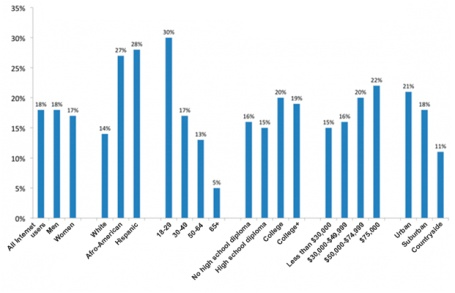 35%
30%
25%
20%
15%
10%
5%
0%
18%
18%
17%
14%
27%
28%
30%
17%
13%
5%
16%
15%
20%
19%
15%
16%
20%
22%
21%
18%
11%
All Internet
users
Men
Women
White
Afro-American
Hispanic
18-29
30-49
50-64
65+
No high school diploma
High school diploma
College
College+
Less than $30,000
$30,000-$49,999
$50,000-$74,999
$75,000
Urban
Suburban
Countryside